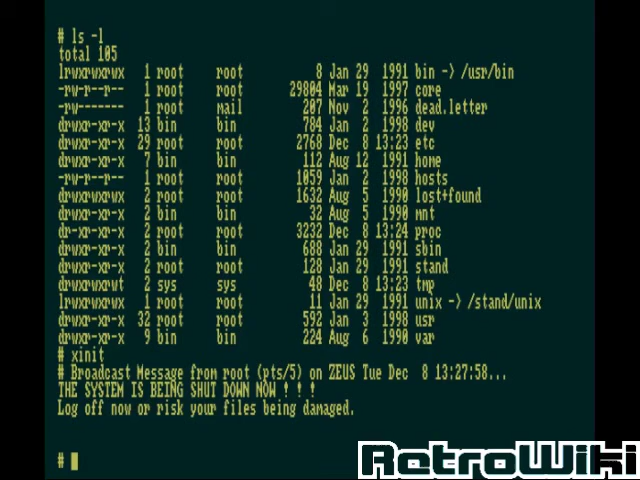 # ls -l
total 105
lrwxrwxrwx 1 root root 8 Jan 29 1991 bin -> /usr/bin
-rw-r--r-- 1 root root 29804 Mar 19 1997 core
-rw------- 1 root mail 207 Nov 2 1996 dead.letter
drwxr-xr-x 13 bin bin 784 Jan 2 1998 dev
drwxr-xr-x 29 root root 2768 Dec 8 13:23 etc
drwxr-xr-x 7 bin bin 112 Aug 12 1991 home
-rw-r--r-- 1 root root 1059 Jan 2 1998 hosts
drwxrwxrwx 2 root root 1632 Aug 5 1990 lost+found
drwxr-xr-x 2 bin bin 32 Aug 5 1990 mnt
dr-xr-xr-x 2 root root 3232 Dec 8 13:24 proc
drwxr-xr-x 2 bin bin 688 Jan 29 1991 sbin
drwxr-xr-x 2 root root 128 Jan 29 1991 stand
drwxrwxrwt 2 sys sys 48 Dec 8 13:23 tmp
lrwxrwxrwx 1 root root 11 Jan 29 1991 unix -> /stand/unix
drwxr-xr-x 32 root root 592 Jan 3 1998 usr
drwxr-xr-x 9 bin bin 224 Aug 6 1990 var
# xinit
# Broadcast Message from root (pts/5) on ZEUS Tue Dec 8 13:27:58...
THE SYSTEM IS BEING SHUT DOWN NOW ! ! !
Log off now or risk your files being damaged.
#
RetroWiki